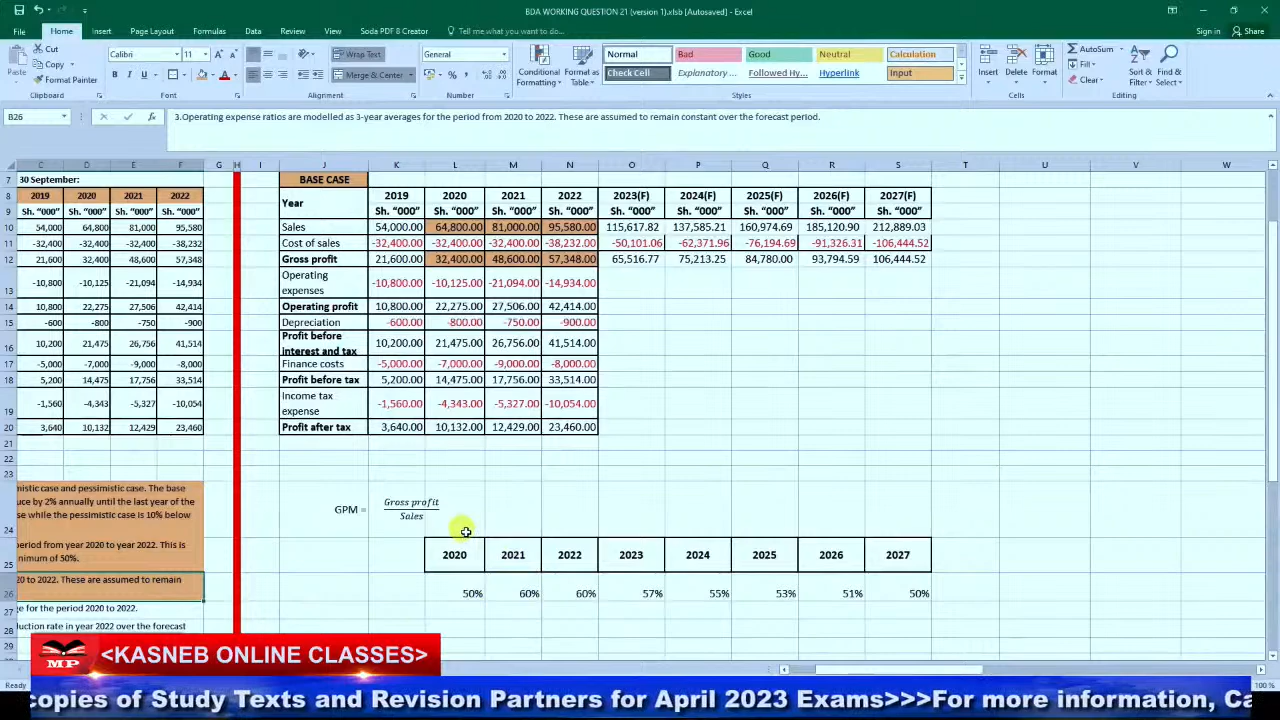 BDA WORKING QUESTION 21 (version 1).xlsb [Autosaved] - Excel
File Home Insert Page Layout Formulas Data Review View Soda PDF Creator Tell me what you want to do... Sign in Share
Cut
Copy
Format Painter
Paste
Calibri 11
Wrap Text
Merge & Center
General
Conditional Formatting
Format as Table
Normal Bad Good Neutral Calculation
Check Cell Explanatory ... Followed Hy... Hyperlink Input
Insert Delete Format
AutoSum
Fill
Clear
Sort & Filter
Find & Select
Clipboard Font Alignment Number Styles Cells Editing
B26 3.Operating expense ratios are modelled as 3-year averages for the period from 2020 to 2022. These are assumed to remain constant over the forecast period.
C D E F G H I J K L M N O P Q R S T U V W
7 30 September: BASE CASE
8 2019 2020 2021 2022 Year 2019 2020 2021 2022 2023(F) 2024(F) 2025(F) 2026(F) 2027(F)
9 Sh. “000” Sh. “000” Sh. “000” Sh. “000” Sh. “000” Sh. “000” Sh. “000” Sh. “000” Sh. “000” Sh. “000” Sh. “000” Sh. “000” Sh. “000”
10 54,000 64,800 81,000 95,580 Sales 54,000.00 64,800.00 81,000.00 95,580.00 115,617.82 137,585.21 160,974.69 185,120.90 212,889.03
11 -32,400 -32,400 -32,400 -38,232 Cost of sales -32,400.00 -32,400.00 -32,400.00 -38,232.00 -50,101.06 -62,371.96 -76,194.69 -91,326.31 -106,444.52
12 21,600 32,400 48,600 57,348 Gross profit 21,600.00 32,400.00 48,600.00 57,348.00 65,516.77 75,213.25 84,780.00 93,794.59 106,444.52
13 -10,800 -10,125 -21,094 -14,934 Operating expenses -10,800.00 -10,125.00 -21,094.00 -14,934.00
14 10,800 22,275 27,506 42,414 Operating profit 10,800.00 22,275.00 27,506.00 42,414.00
15 -600 -800 -750 -900 Depreciation -600.00 -800.00 -750.00 -900.00
16 10,200 21,475 26,756 41,514 Profit before interest and tax 10,200.00 21,475.00 26,756.00 41,514.00
17 -5,000 -7,000 -9,000 -8,000 Finance costs -5,000.00 -7,000.00 -9,000.00 -8,000.00
18 5,200 14,475 17,756 33,514 Profit before tax 5,200.00 14,475.00 17,756.00 33,514.00
19 -1,560 -4,343 -5,327 -10,054 Income tax expense -1,560.00 -4,343.00 -5,327.00 -10,054.00
20 3,640 10,132 12,429 23,460 Profit after tax 3,640.00 10,132.00 12,429.00 23,460.00
21
22
23
mistic case and pessimistic case. The base
uce by 2% annually until the last year of the
se while the pessimistic case is 10% below
24 GPM = Gross profit
Sales
period from year 2020 to year 2022. This is
nimum of 50%.
25 2020 2021 2022 2023 2024 2025 2026 2027
20 to 2022. These are assumed to remain
26 50% 60% 60% 57% 55% 53% 51% 50%
27 ge for the period 2020 to 2022.
28 duction rate in year 2022 over the forecast
MP <KASNEB ONLINE CLASSES>
Ready 100 %
copies of Study Texts and Revision Partners for April 2023 Exams>>>For more information, Ca